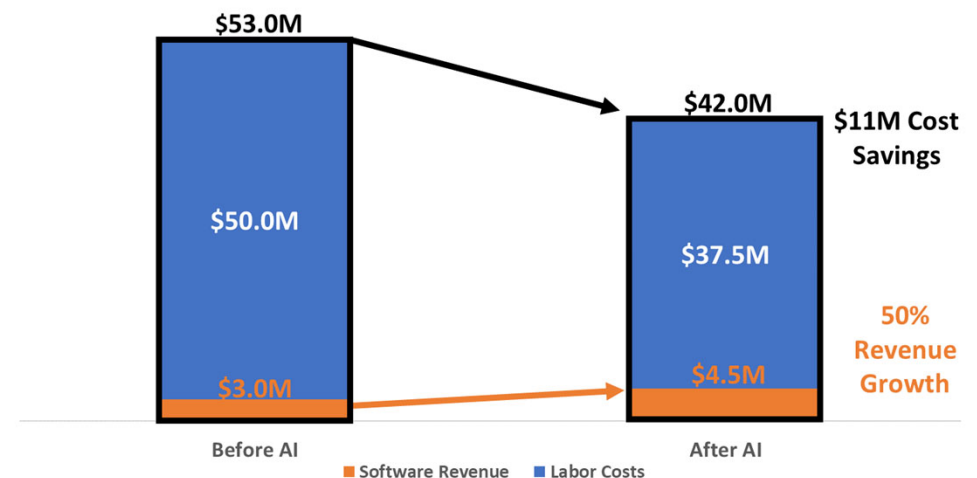 $53.0M
$42.0M
$11M Cost
Savings
$50.0M
$37.5M
50%
Revenue
Growth
$3.0M
$4.5M
Before AI
After AI
Software Revenue
Labor Costs